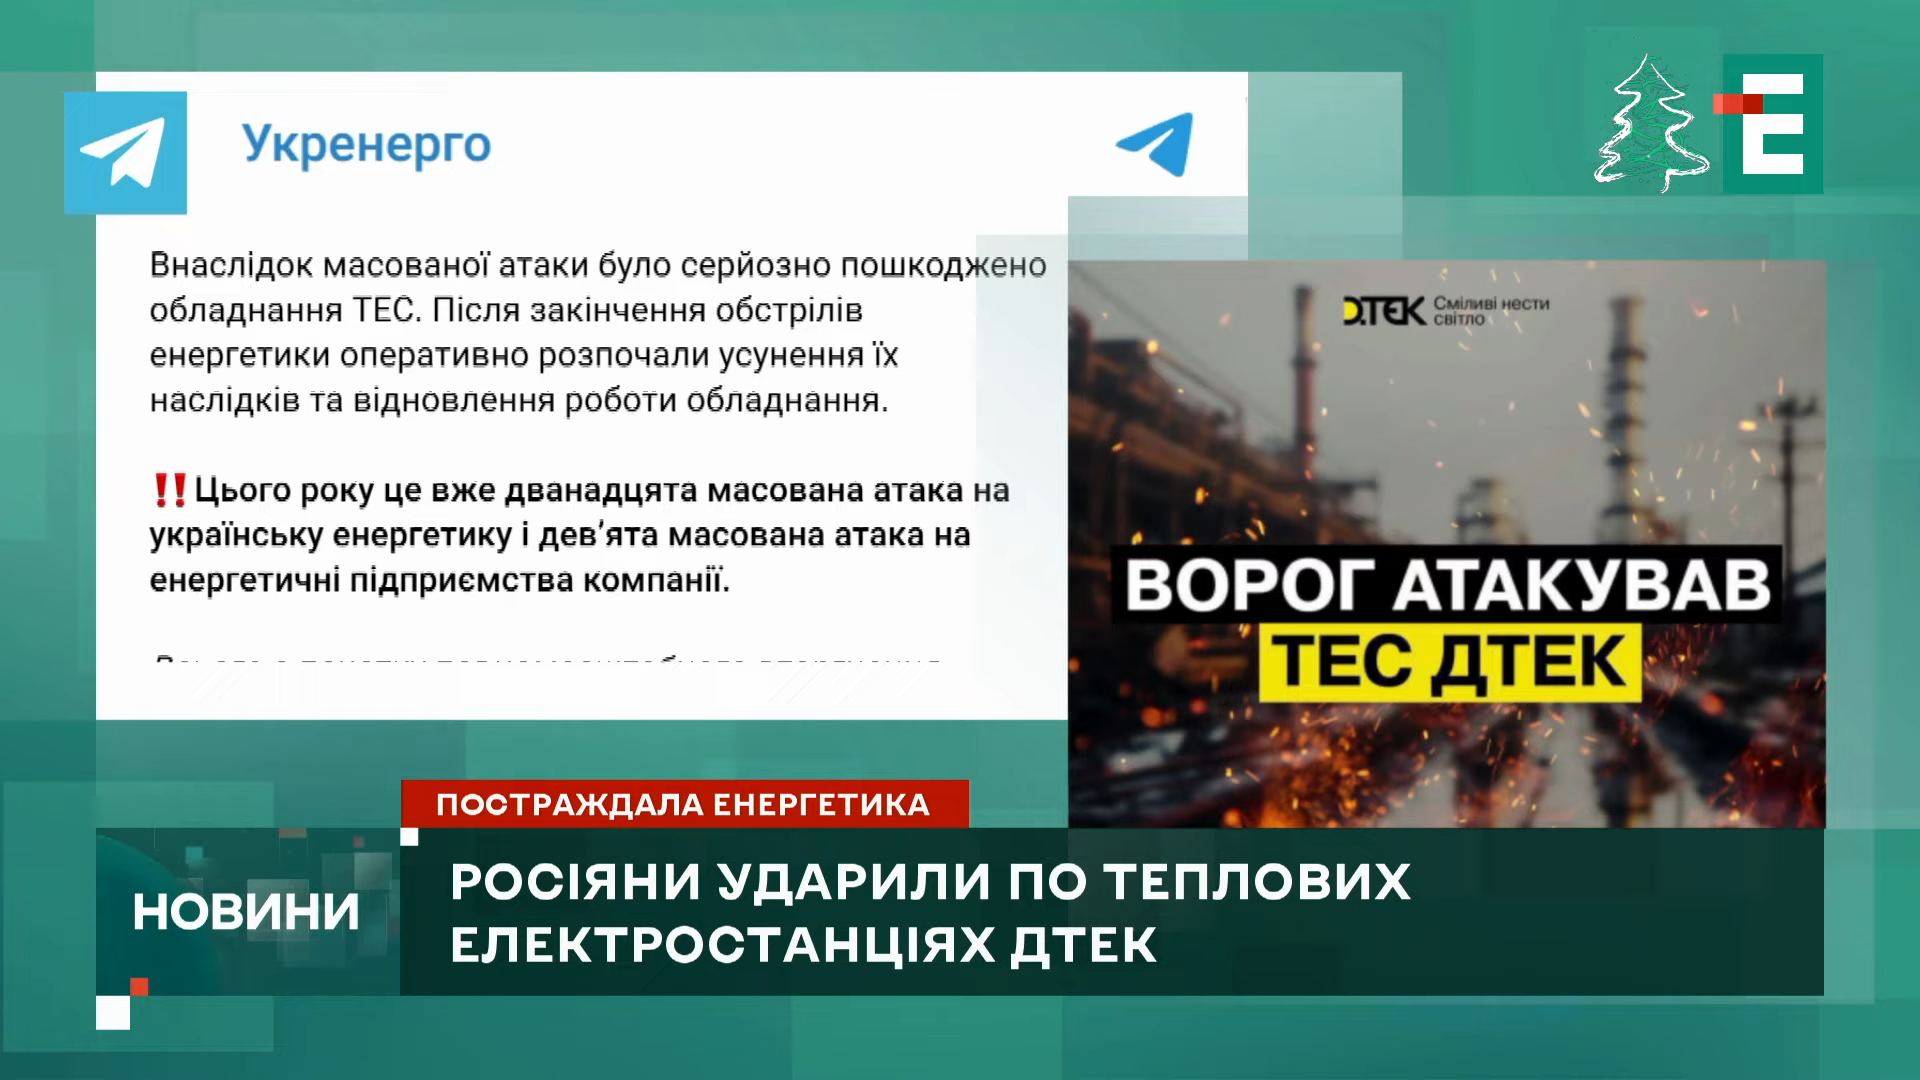 Укренерго
Внаслідок масованої атаки було серйозно пошкоджено
обладнання ТЕС. Після закінчення обстрілів
енергетики оперативно розпочали усунення їх
наслідків та відновлення роботи обладнання.
‼️Цього року це вже дванадцята масована атака на
українську енергетику і дев’ята масована атака на
енергетичні підприємства компанії.
Е
ДТЕК Сміливі нести
світло
ВОРОГ АТАКУВАВ
ТЕС ДТЕК
ПОСТРАЖДАЛА ЕНЕРГЕТИКА
НОВИНИ
РОСІЯНИ УДАРИЛИ ПО ТЕПЛОВИХ
ЕЛЕКТРОСТАНЦІЯХ ДТЕК